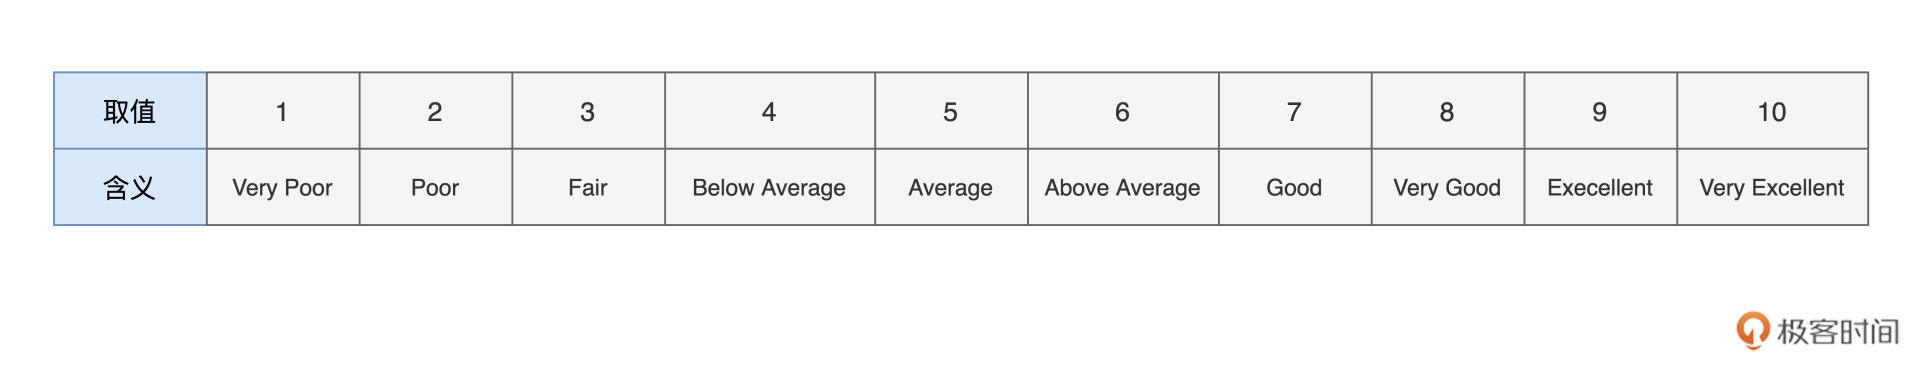 取值 1 2 3 4 5 6 7 8 9 10
含义 Very Poor Poor Fair Below Average Average Above Average Good Very Good Execellent Very Excellent
极客时间